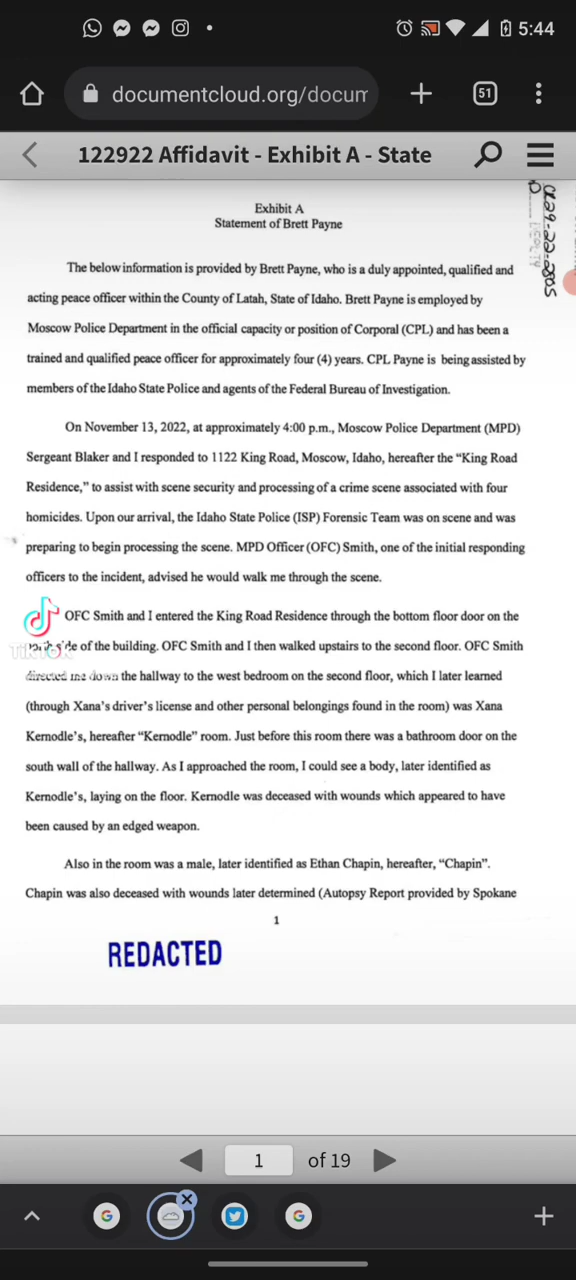 5:44
documentcloud.org/docum
51
122922 Affidavit - Exhibit A - State
CR29-22-2805
Exhibit A
Statement of Brett Payne
The below information is provided by Brett Payne, who is a duly appointed, qualified and
acting peace officer within the County of Latah, State of Idaho. Brett Payne is employed by
Moscow Police Department in the official capacity or position of Corporal (CPL) and has been a
trained and qualified peace officer for approximately four (4) years. CPL Payne is being assisted by
members of the Idaho State Police and agents of the Federal Bureau of Investigation.
On November 13, 2022, at approximately 4:00 p.m., Moscow Police Department (MPD)
Sergeant Blaker and I responded to 1122 King Road, Moscow, Idaho, hereafter the “King Road
Residence,” to assist with scene security and processing of a crime scene associated with four
homicides. Upon our arrival, the Idaho State Police (ISP) Forensic Team was on scene and was
preparing to begin processing the scene. MPD Officer (OFC) Smith, one of the initial responding
officers to the incident, advised he would walk me through the scene.
OFC Smith and I entered the King Road Residence through the bottom floor door on the
side of the building. OFC Smith and I then walked upstairs to the second floor. OFC Smith
TikTok
directed me down the hallway to the west bedroom on the second floor, which I later learned
(through Xana’s driver’s license and other personal belongings found in the room) was Xana
Kernodle’s, hereafter “Kernodle” room. Just before this room there was a bathroom door on the
south wall of the hallway. As I approached the room, I could see a body, later identified as
Kernodle’s, laying on the floor. Kernodle was deceased with wounds which appeared to have
been caused by an edged weapon.
Also in the room was a male, later identified as Ethan Chapin, hereafter, “Chapin”.
Chapin was also deceased with wounds later determined (Autopsy Report provided by Spokane
1
REDACTED
1 of 19